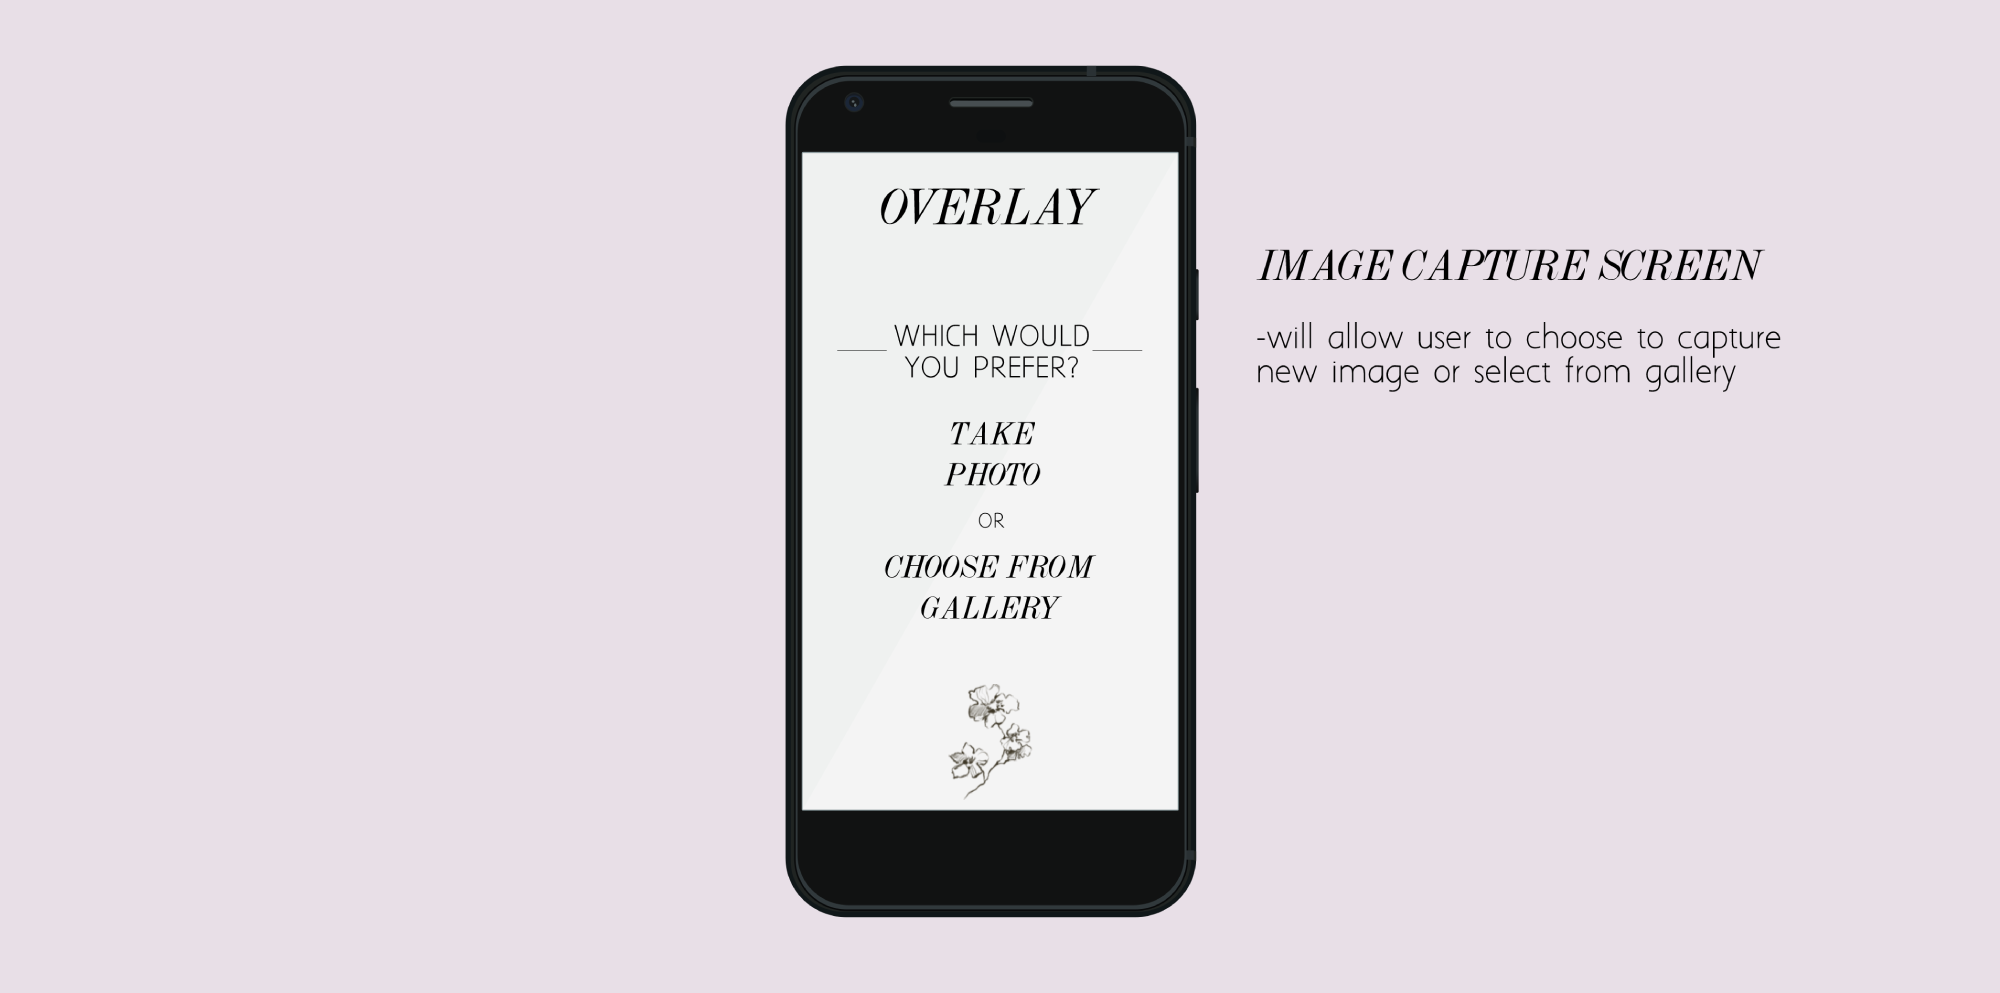 OVERLAY
WHICH WOULD
YOU PREFER?
TAKE
PHOTO
OR
CHOOSE FROM
GALLERY
IMAGE CAPTURE SCREEN
-will allow user to choose to capture
new image or select from gallery